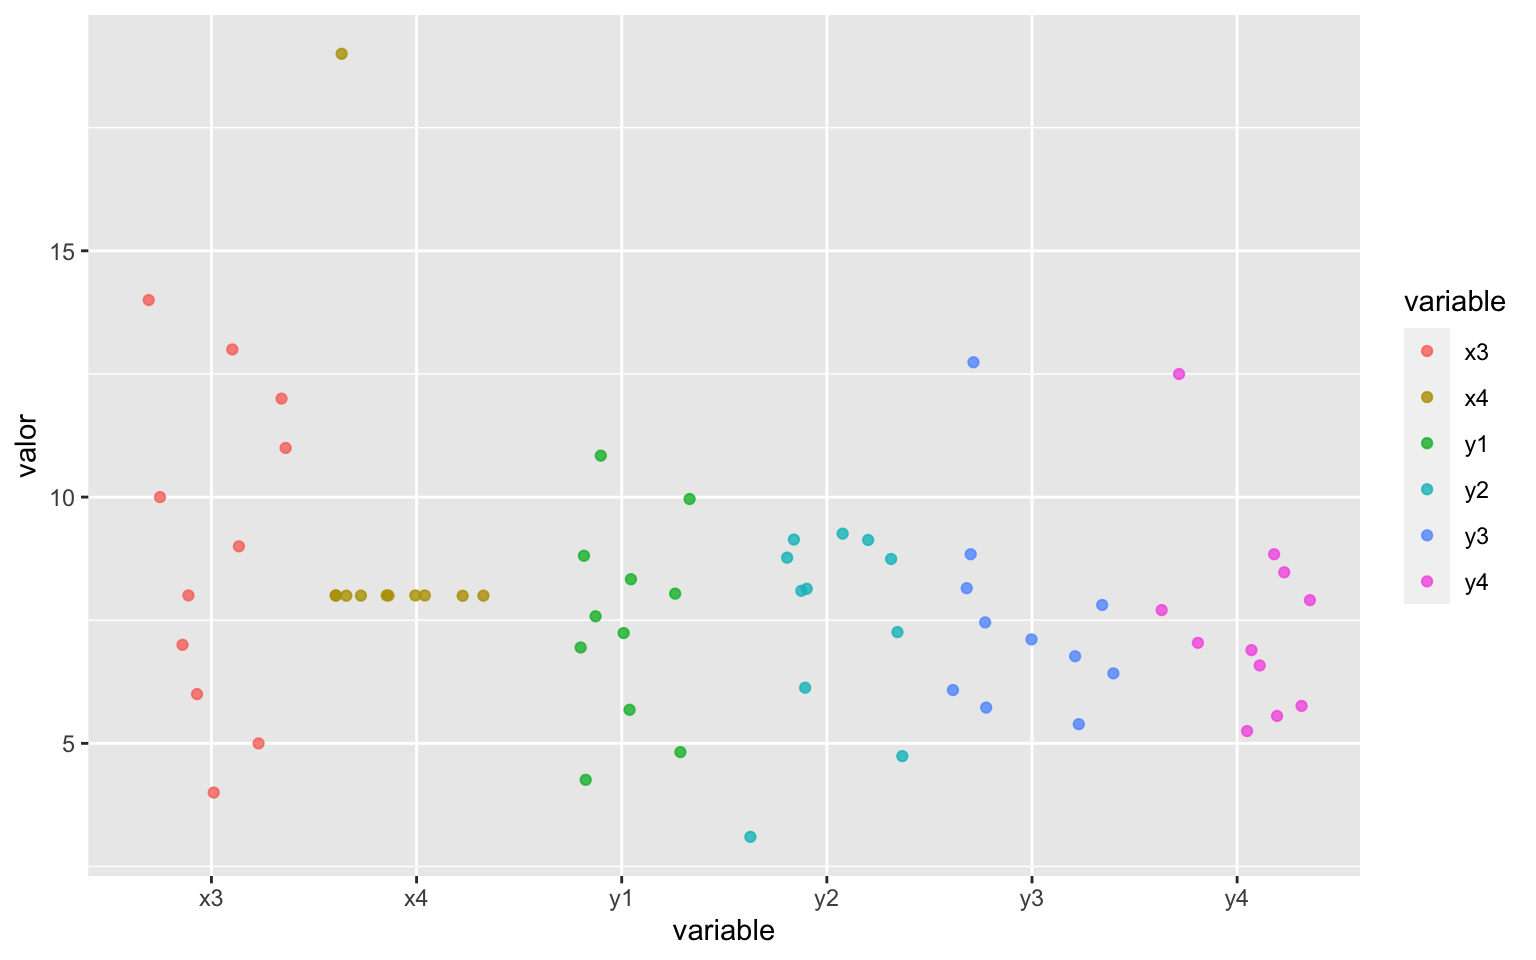 valor
15
10
5
x3 x4 y1 y2 y3 y4
variable
variable
x3
x4
y1
y2
y3
y4